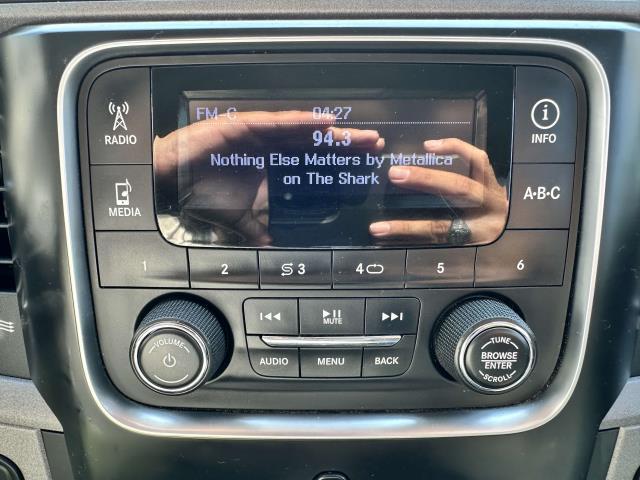 FM-C 04:27
94.3
Nothing Else Matters by Metallica
on The Shark
RADIO
MEDIA
INFO
A·B·C
1 2 3 4 5 6
MUTE
VOLUME
AUDIO MENU BACK
TUNE
BROWSE
ENTER
SCROLL